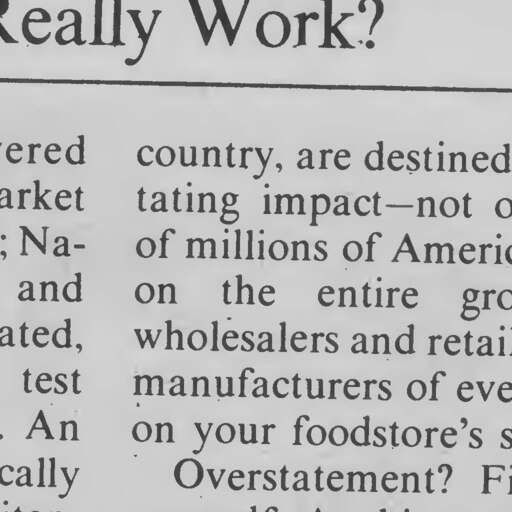 Really Work?
vered
arket
; Na-
and
ated,
test
. An
cally
country, are destined
tating impact—not o
of millions of Americ
on the entire gro
wholesalers and retail
manufacturers of eve
on your foodstore's s
Overstatement? Fi